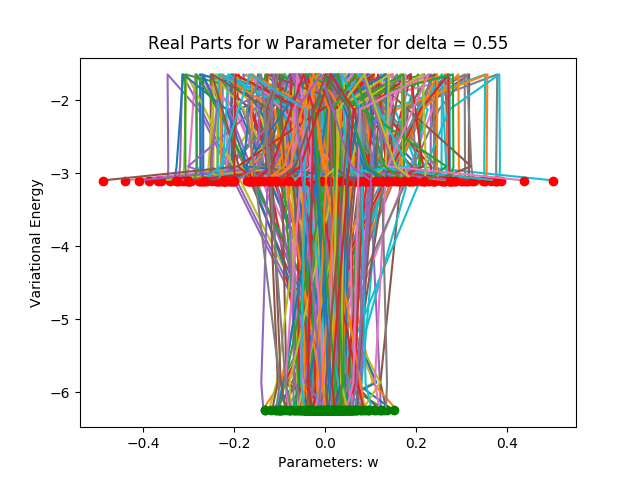 Real Parts for w Parameter for delta = 0.55
Variational Energy
−2
−3
−4
−5
−6
−0.4 −0.2 0.0 0.2 0.4
Parameters: w